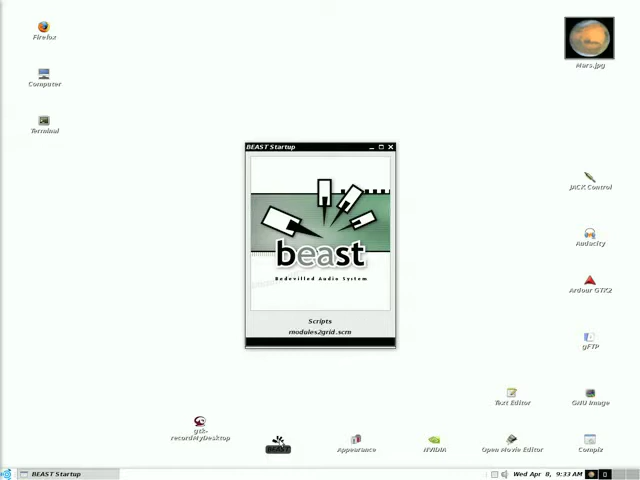 Firefox
Mars.jpg
Computer
Terminal
BEAST Startup
beast
Bedevilled Audio System
Scripts
modules2grid.scm
JACK Control
Audacity
Ardour GTK2
gFTP
Text Editor
GNU Image
gtk-
recordMyDesktop
BEAST
Appearance
NVIDIA
Open Movie Editor
Compiz
BEAST Startup
Wed Apr 8, 9:33 AM